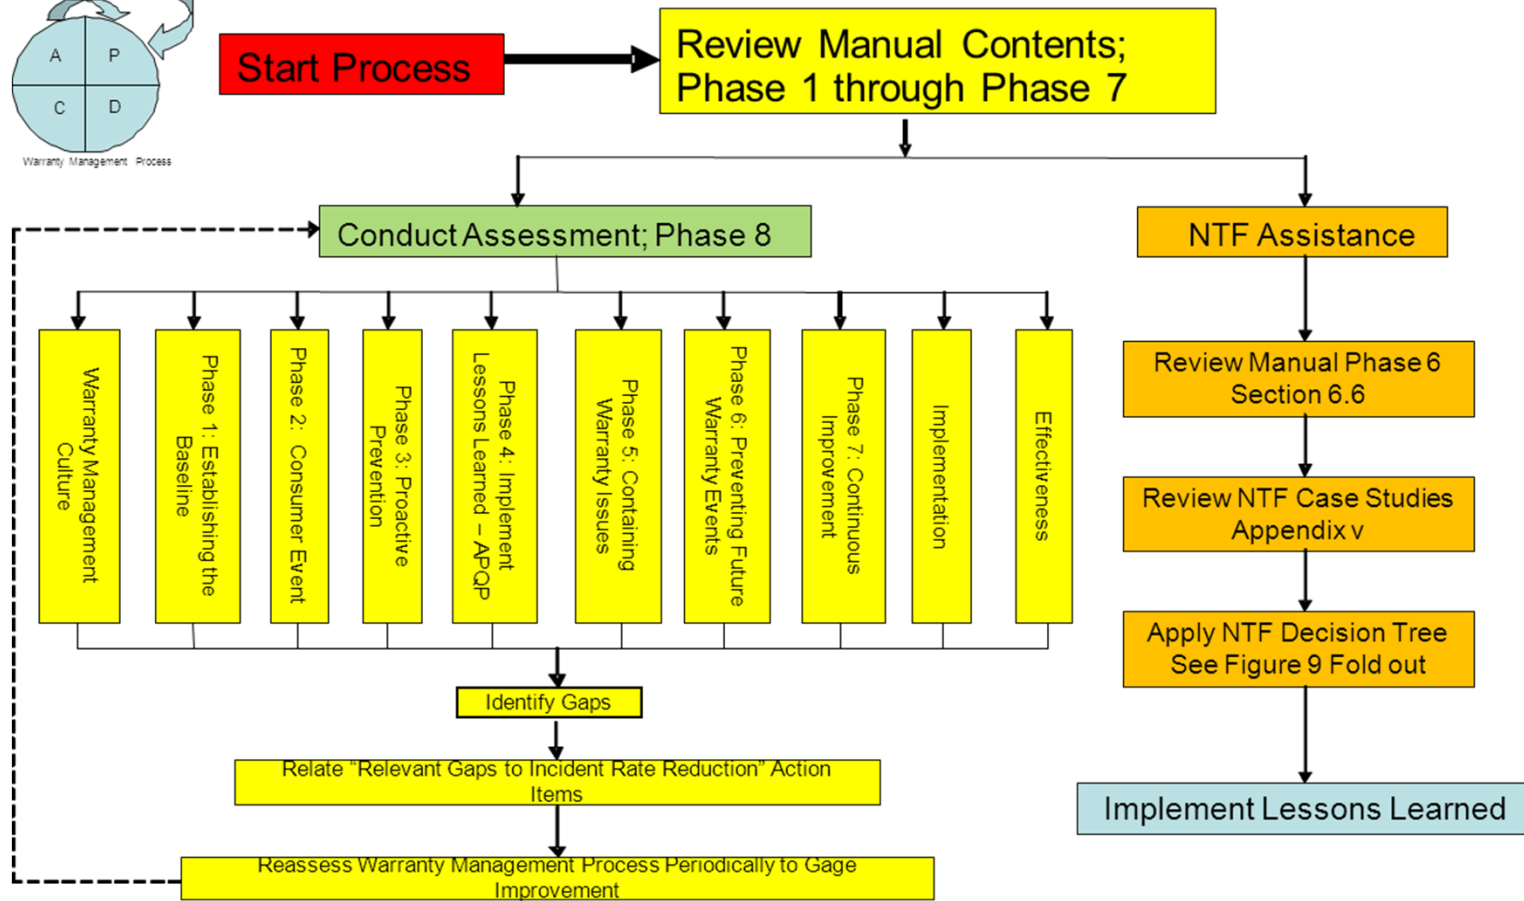 A P
C D
Warranty Management Process
Start Process
Review Manual Contents;
Phase 1 through Phase 7
Conduct Assessment; Phase 8
NTF Assistance
Warranty Management
Culture
Phase 1: Establishing the
Baseline
Phase 2: Consumer Event
Phase 3: Proactive
Prevention
Phase 4: Implement
Lessons Learned – APQP
Phase 5: Containing
Warranty Issues
Phase 6: Preventing Future
Warranty Events
Phase 7: Continuous
Improvement
Implementation
Effectiveness
Identify Gaps
Relate “Relevant Gaps to Incident Rate Reduction” Action
Items
Reassess Warranty Management Process Periodically to Gage
Improvement
Review Manual Phase 6
Section 6.6
Review NTF Case Studies
Appendix v
Apply NTF Decision Tree
See Figure 9 Fold out
Implement Lessons Learned